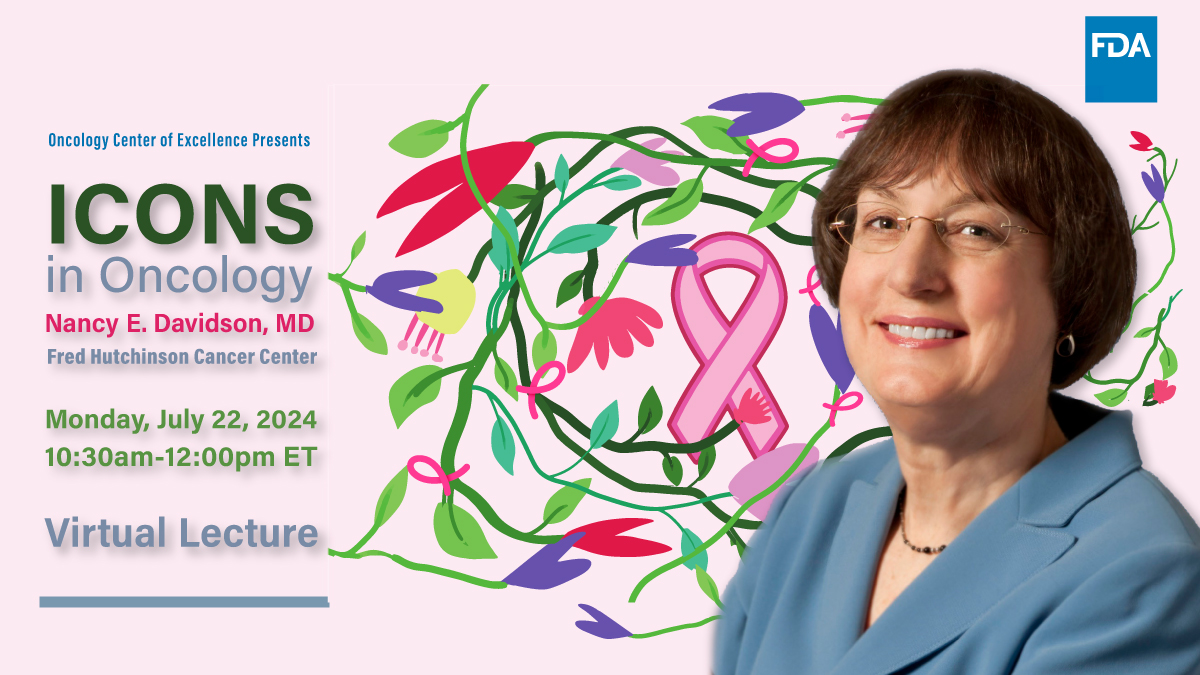 FDA
Oncology Center of Excellence Presents
ICONS
in Oncology
Nancy E. Davidson, MD
Fred Hutchinson Cancer Center
Monday, July 22, 2024
10:30am-12:00pm ET
Virtual Lecture